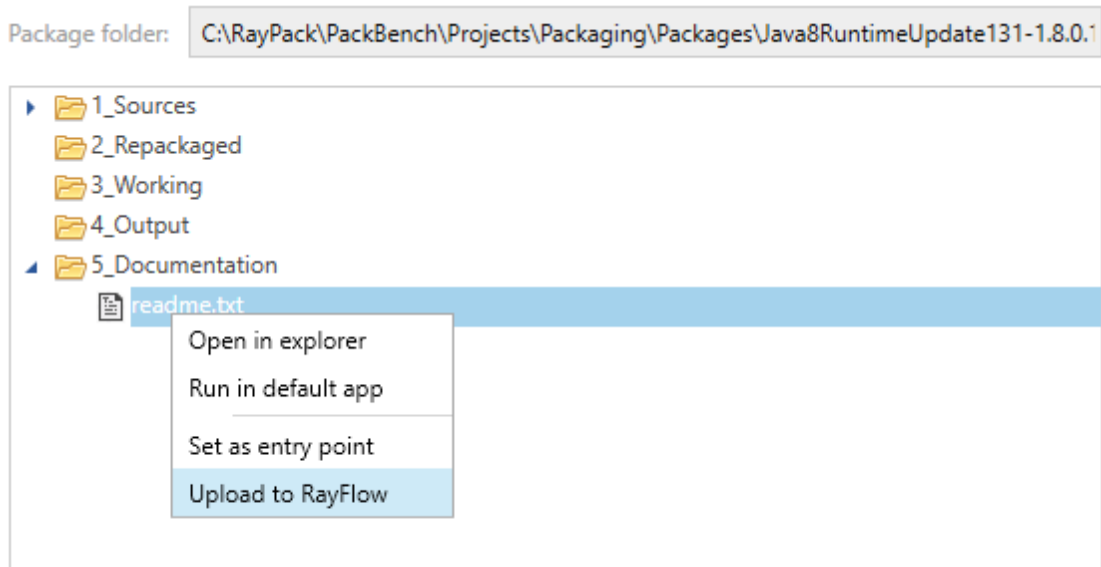 Package folder: C:\RayPack\PackBench\Projects\Packaging\Packages\Java8RuntimeUpdate131-1.8.0.1
1_Sources
2_Repackaged
3_Working
4_Output
5_Documentation
readme.txt
Open in explorer
Run in default app
Set as entry point
Upload to RayFlow